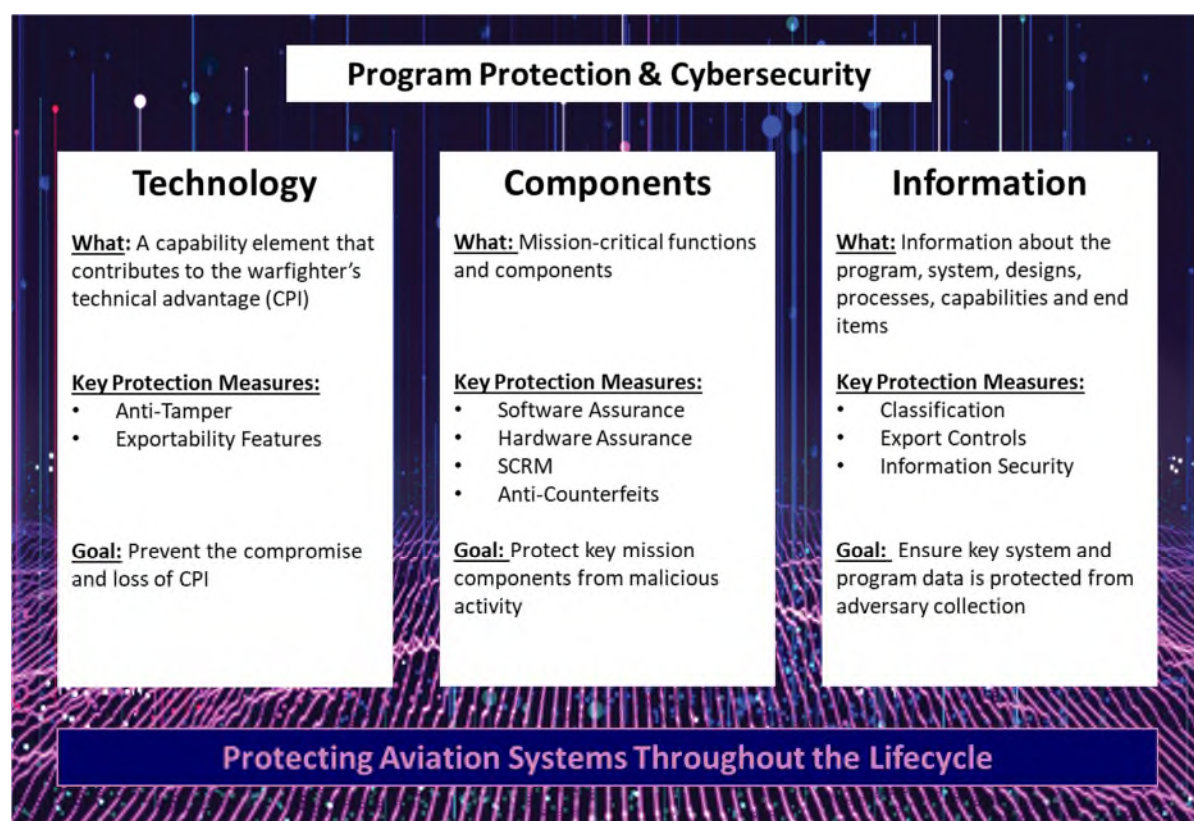 Program Protection & Cybersecurity
Technology
What: A capability element that
contributes to the warfighter's
technical advantage (CPI)
Key Protection Measures:
• Anti-Tamper
• Exportability Features
Goal: Prevent the compromise
and loss of CPI
Components
What: Mission-critical functions
and components
Key Protection Measures:
• Software Assurance
• Hardware Assurance
• SCRM
• Anti-Counterfeits
Goal: Protect key mission
components from malicious
activity
Information
What: Information about the
program, system, designs,
processes, capabilities and end
items
Key Protection Measures:
• Classification
• Export Controls
• Information Security
Goal: Ensure key system and
program data is protected from
adversary collection
Protecting Aviation Systems Throughout the Lifecycle